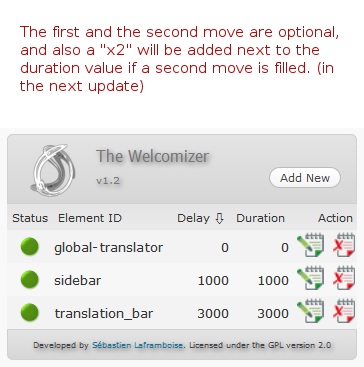 The first and the second move are optional,
and also a "x2" will be added next to the
duration value if a second move is filled. (in
the next update)
The Welcomizer
v1.2
Add New
Status Element ID Delay ⇩ Duration Action
global-translator 0 0
sidebar 1000 1000
translation_bar 3000 3000
Developed by Sébastien Laframboise. Licensed under the GPL version 2.0